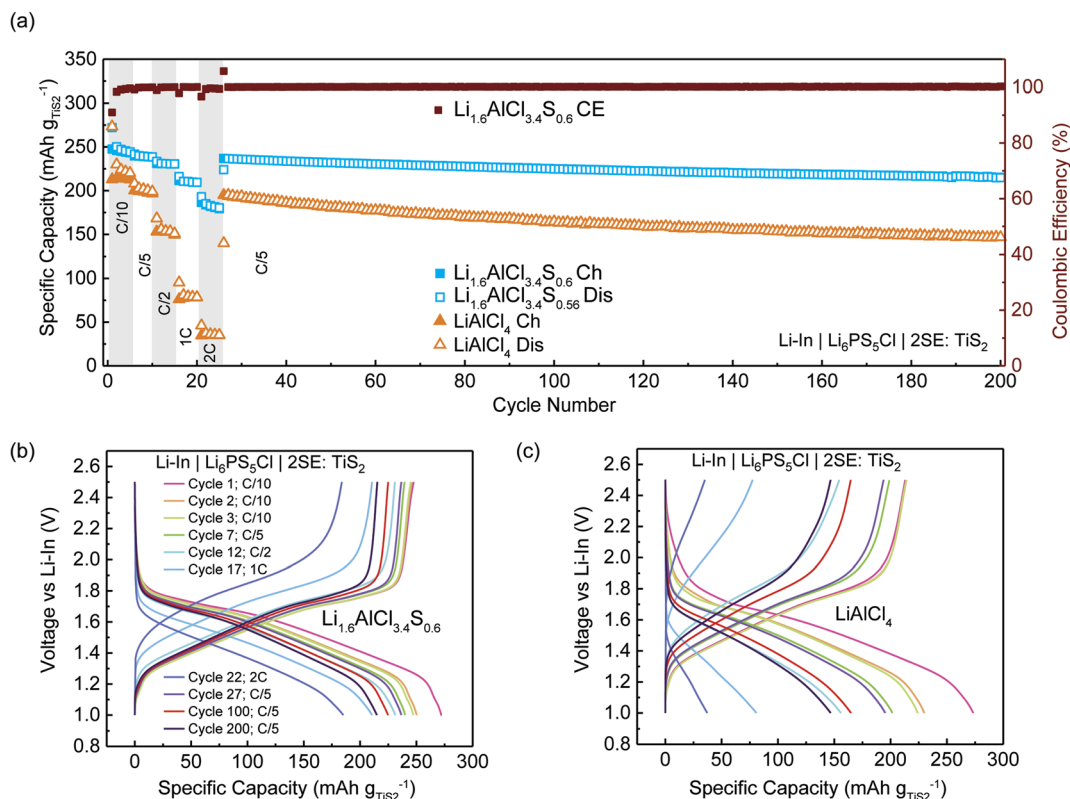 (a)
350
300
250
200
150
100
50
0
Specific Capacity (mAh g_TiS2⁻¹)
C/10
C/5
C/2
1C
2C
C/5
Li₁.₆AlCl₃.₄S₀.₆ CE
Li₁.₆AlCl₃.₄S₀.₆ Ch
Li₁.₆AlCl₃.₄S₀.₅₆ Dis
LiAlCl₄ Ch
LiAlCl₄ Dis
Li-In | Li₆PS₅Cl | 2SE: TiS₂
100
80
60
40
20
0
Coulombic Efficiency (%)
0 20 40 60 80 100 120 140 160 180 200
Cycle Number
(b)
Li-In | Li₆PS₅Cl | 2SE: TiS₂
Cycle 1; C/10
Cycle 2; C/10
Cycle 3; C/10
Cycle 7; C/5
Cycle 12; C/2
Cycle 17; 1C
Li₁.₆AlCl₃.₄S₀.₆
Cycle 22; 2C
Cycle 27; C/5
Cycle 100; C/5
Cycle 200; C/5
2.6
2.4
2.2
2.0
1.8
1.6
1.4
1.2
1.0
0.8
Voltage vs Li-In (V)
0 50 100 150 200 250 300
Specific Capacity (mAh g_TiS2⁻¹)
(c)
Li-In | Li₆PS₅Cl | 2SE: TiS₂
LiAlCl₄
2.6
2.4
2.2
2.0
1.8
1.6
1.4
1.2
1.0
0.8
Voltage vs Li-In (V)
0 50 100 150 200 250 300
Specific Capacity (mAh g_TiS2⁻¹)